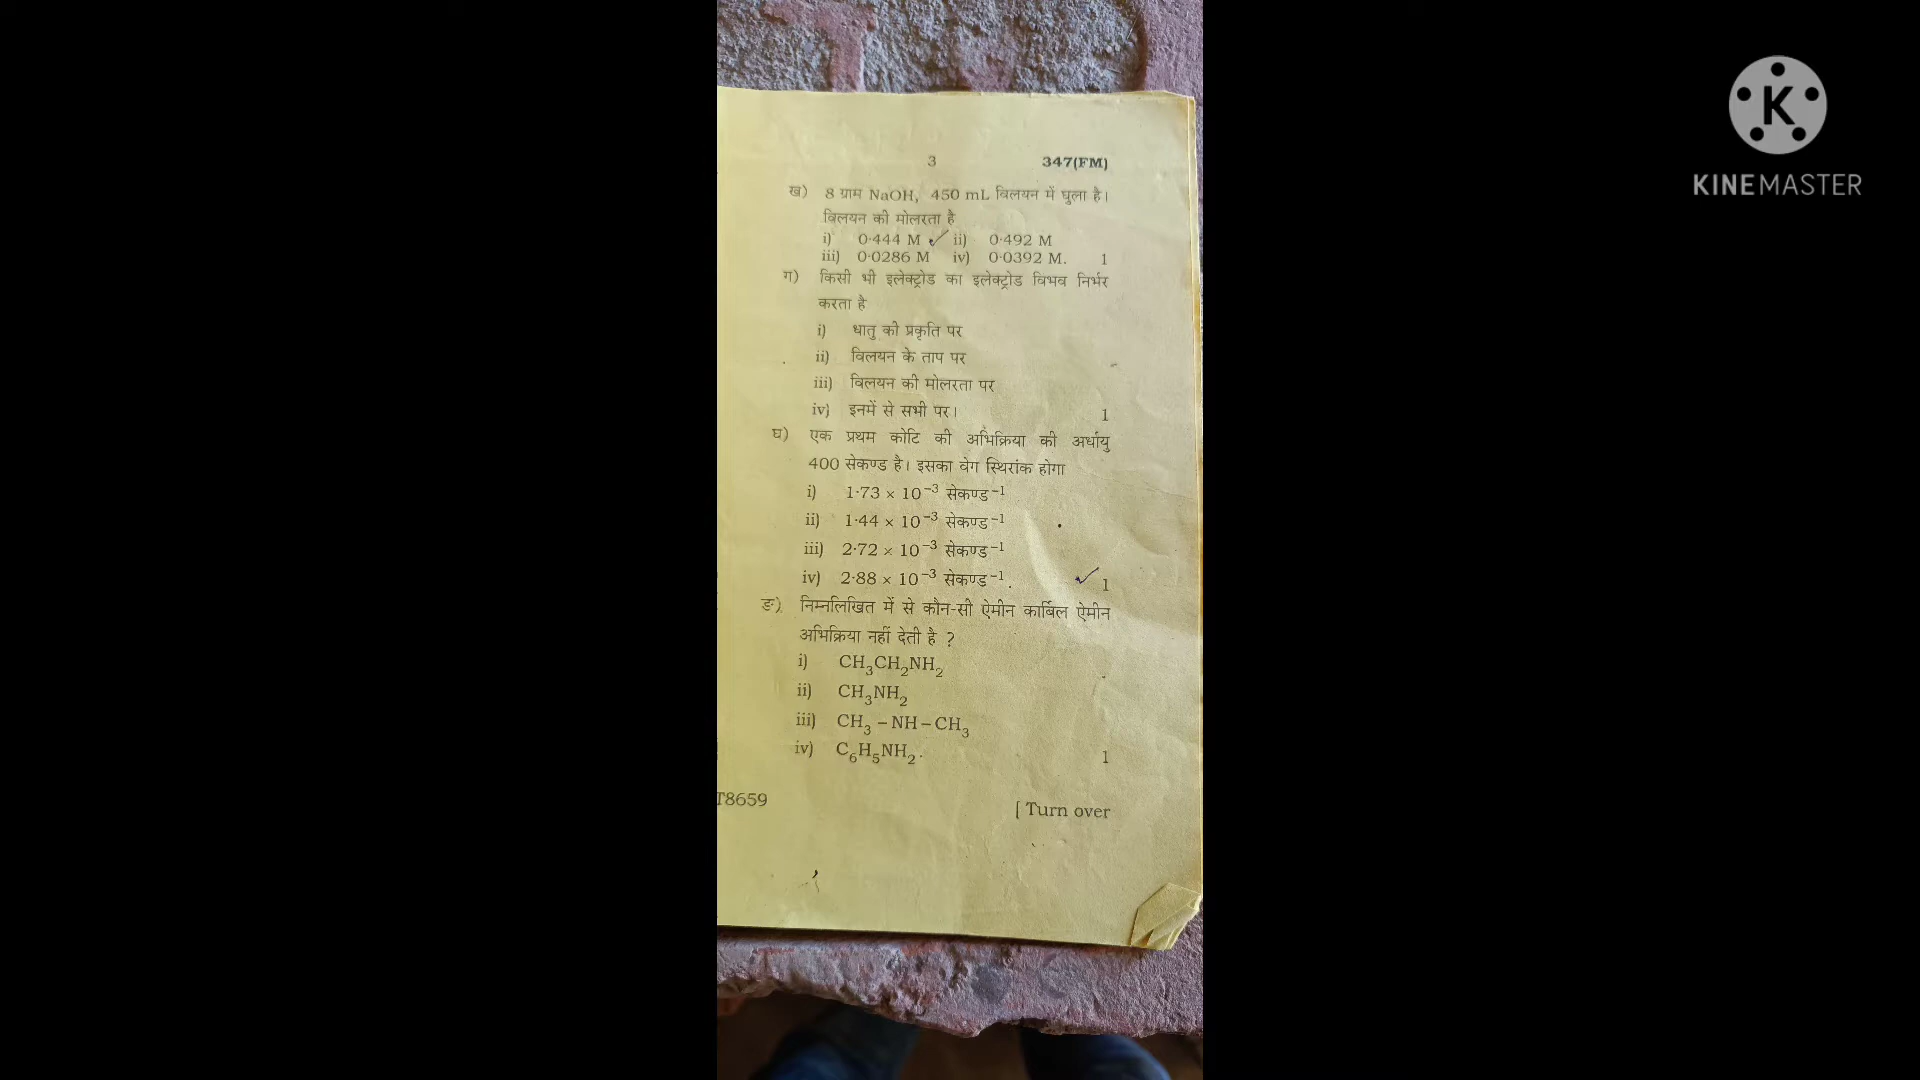 3 347(FM)
ख) 8 ग्राम NaOH, 450 mL विलयन में घुला है।
विलयन की मोलरता है
i) 0·444 M ✓ ii) 0·492 M
iii) 0·0286 M iv) 0·0392 M. 1
ग) किसी भी इलेक्ट्रोड का इलेक्ट्रोड विभव निर्भर
करता है
i) धातु की प्रकृति पर
ii) विलयन के ताप पर
iii) विलयन की मोलरता पर
iv) इनमें से सभी पर। 1
घ) एक प्रथम कोटि की अभिक्रिया की अर्धायु
400 सेकण्ड है। इसका वेग स्थिरांक होगा
i) 1·73 × 10⁻³ सेकण्ड⁻¹
ii) 1·44 × 10⁻³ सेकण्ड⁻¹
iii) 2·72 × 10⁻³ सेकण्ड⁻¹
iv) 2·88 × 10⁻³ सेकण्ड⁻¹. ✓ 1
ङ) निम्नलिखित में से कौन-सी ऐमीन कार्बिल ऐमीन
अभिक्रिया नहीं देती है ?
i) CH₃CH₂NH₂
ii) CH₃NH₂
iii) CH₃ – NH – CH₃
iv) C₆H₅NH₂. 1
T8659 [ Turn over
K
KINEMASTER